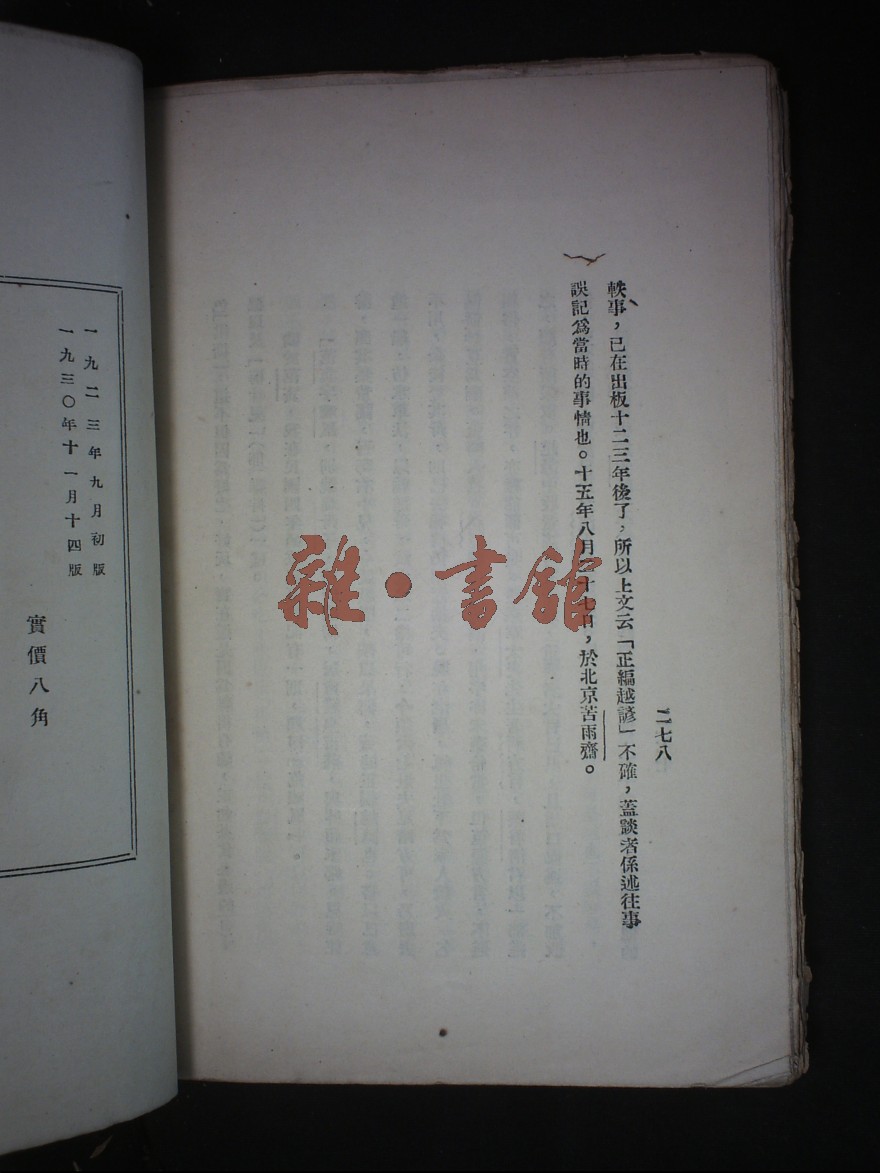 二七八
軼事，已在出板十二三年後了，所以上文云「正編越諺」不確，蓋談者係述往事
誤記爲當時的事情也。十五年八月二十七日，於北京苦雨齋。
雜·書館
一九二三年九月初版
一九三〇年十一月十四版
實價八角